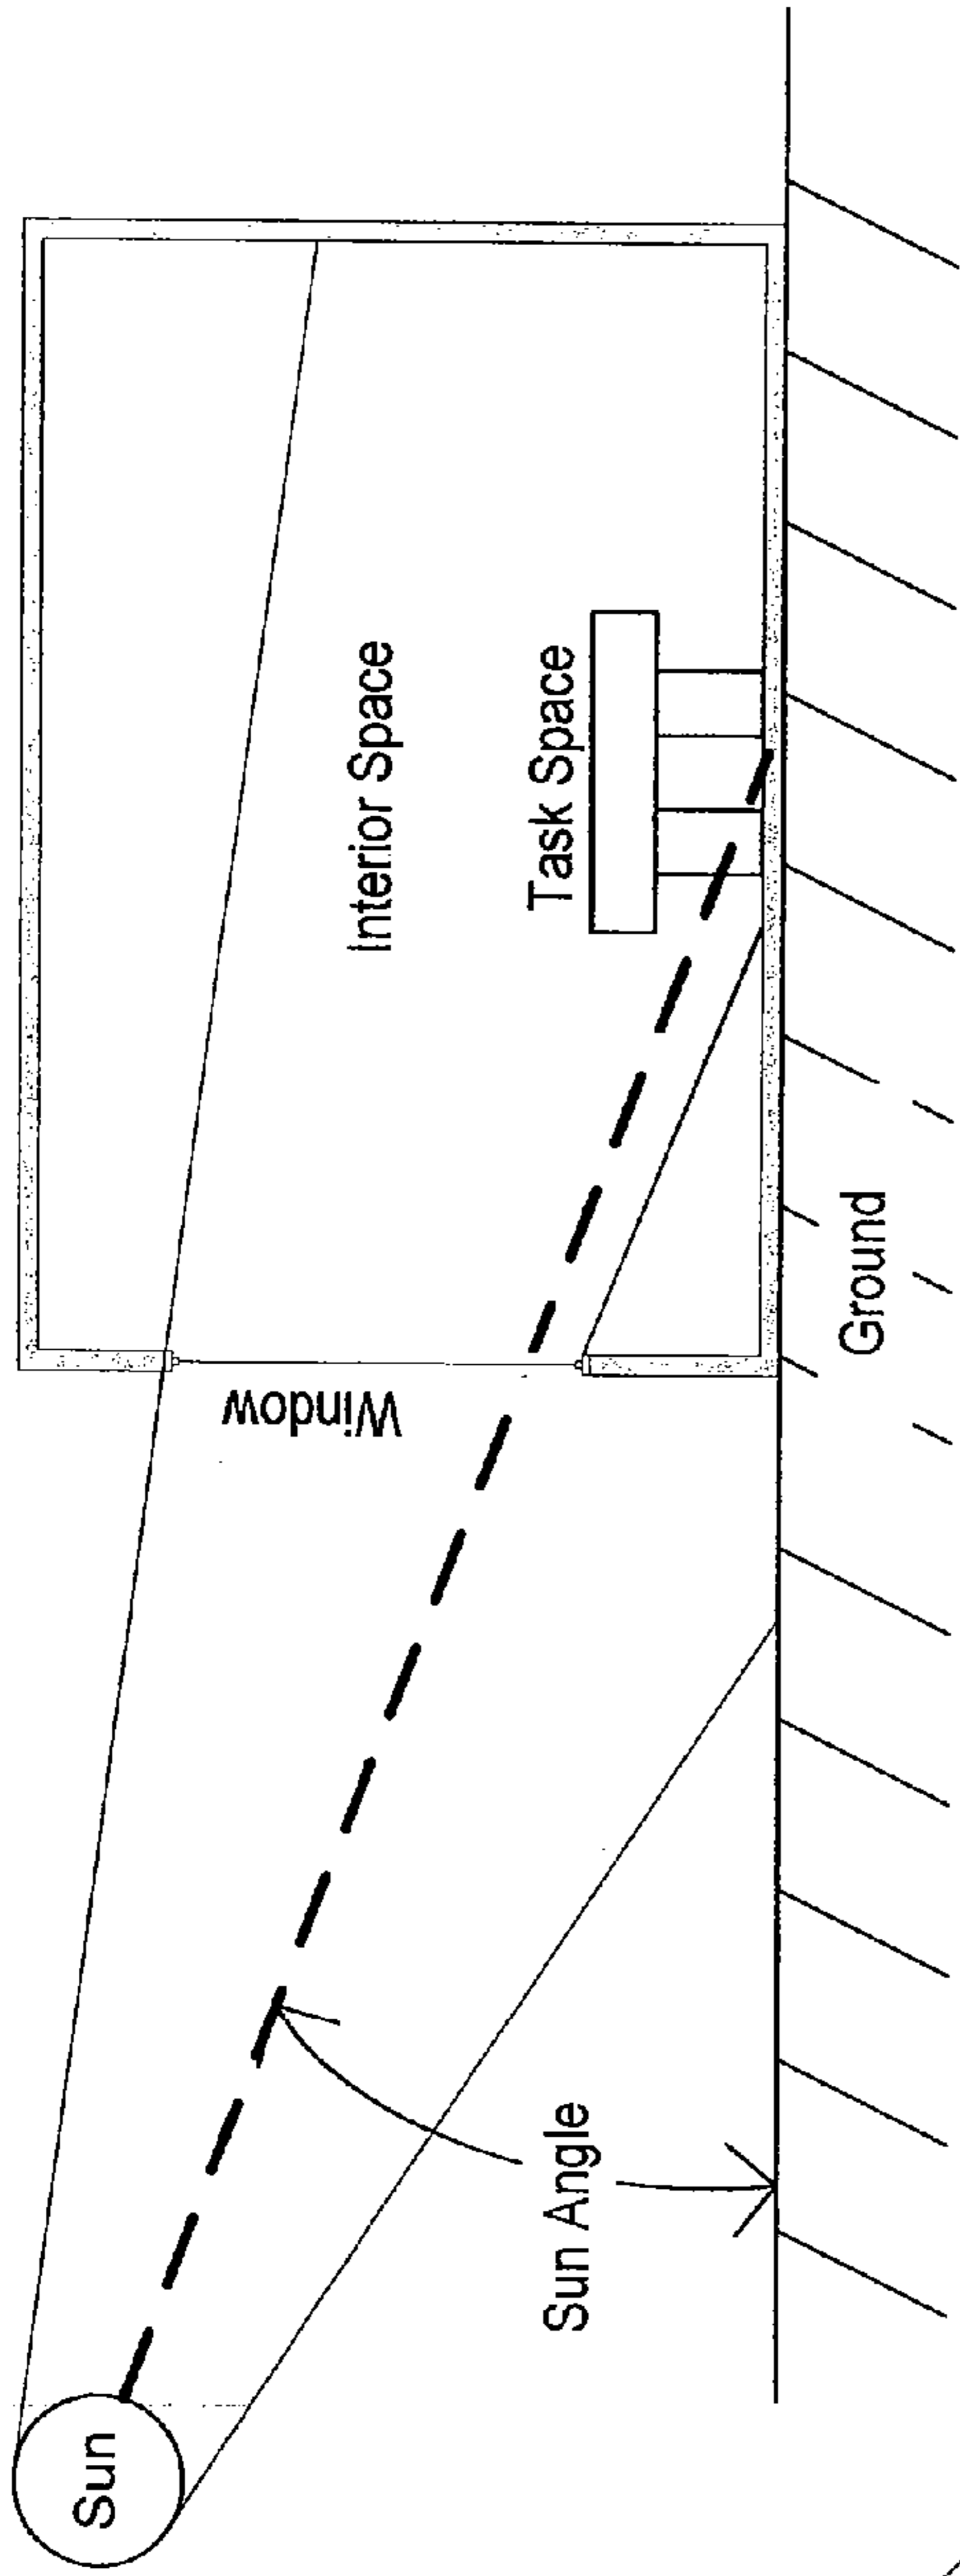 Sun
Sun Angle
Window
Interior Space
Task Space
Ground